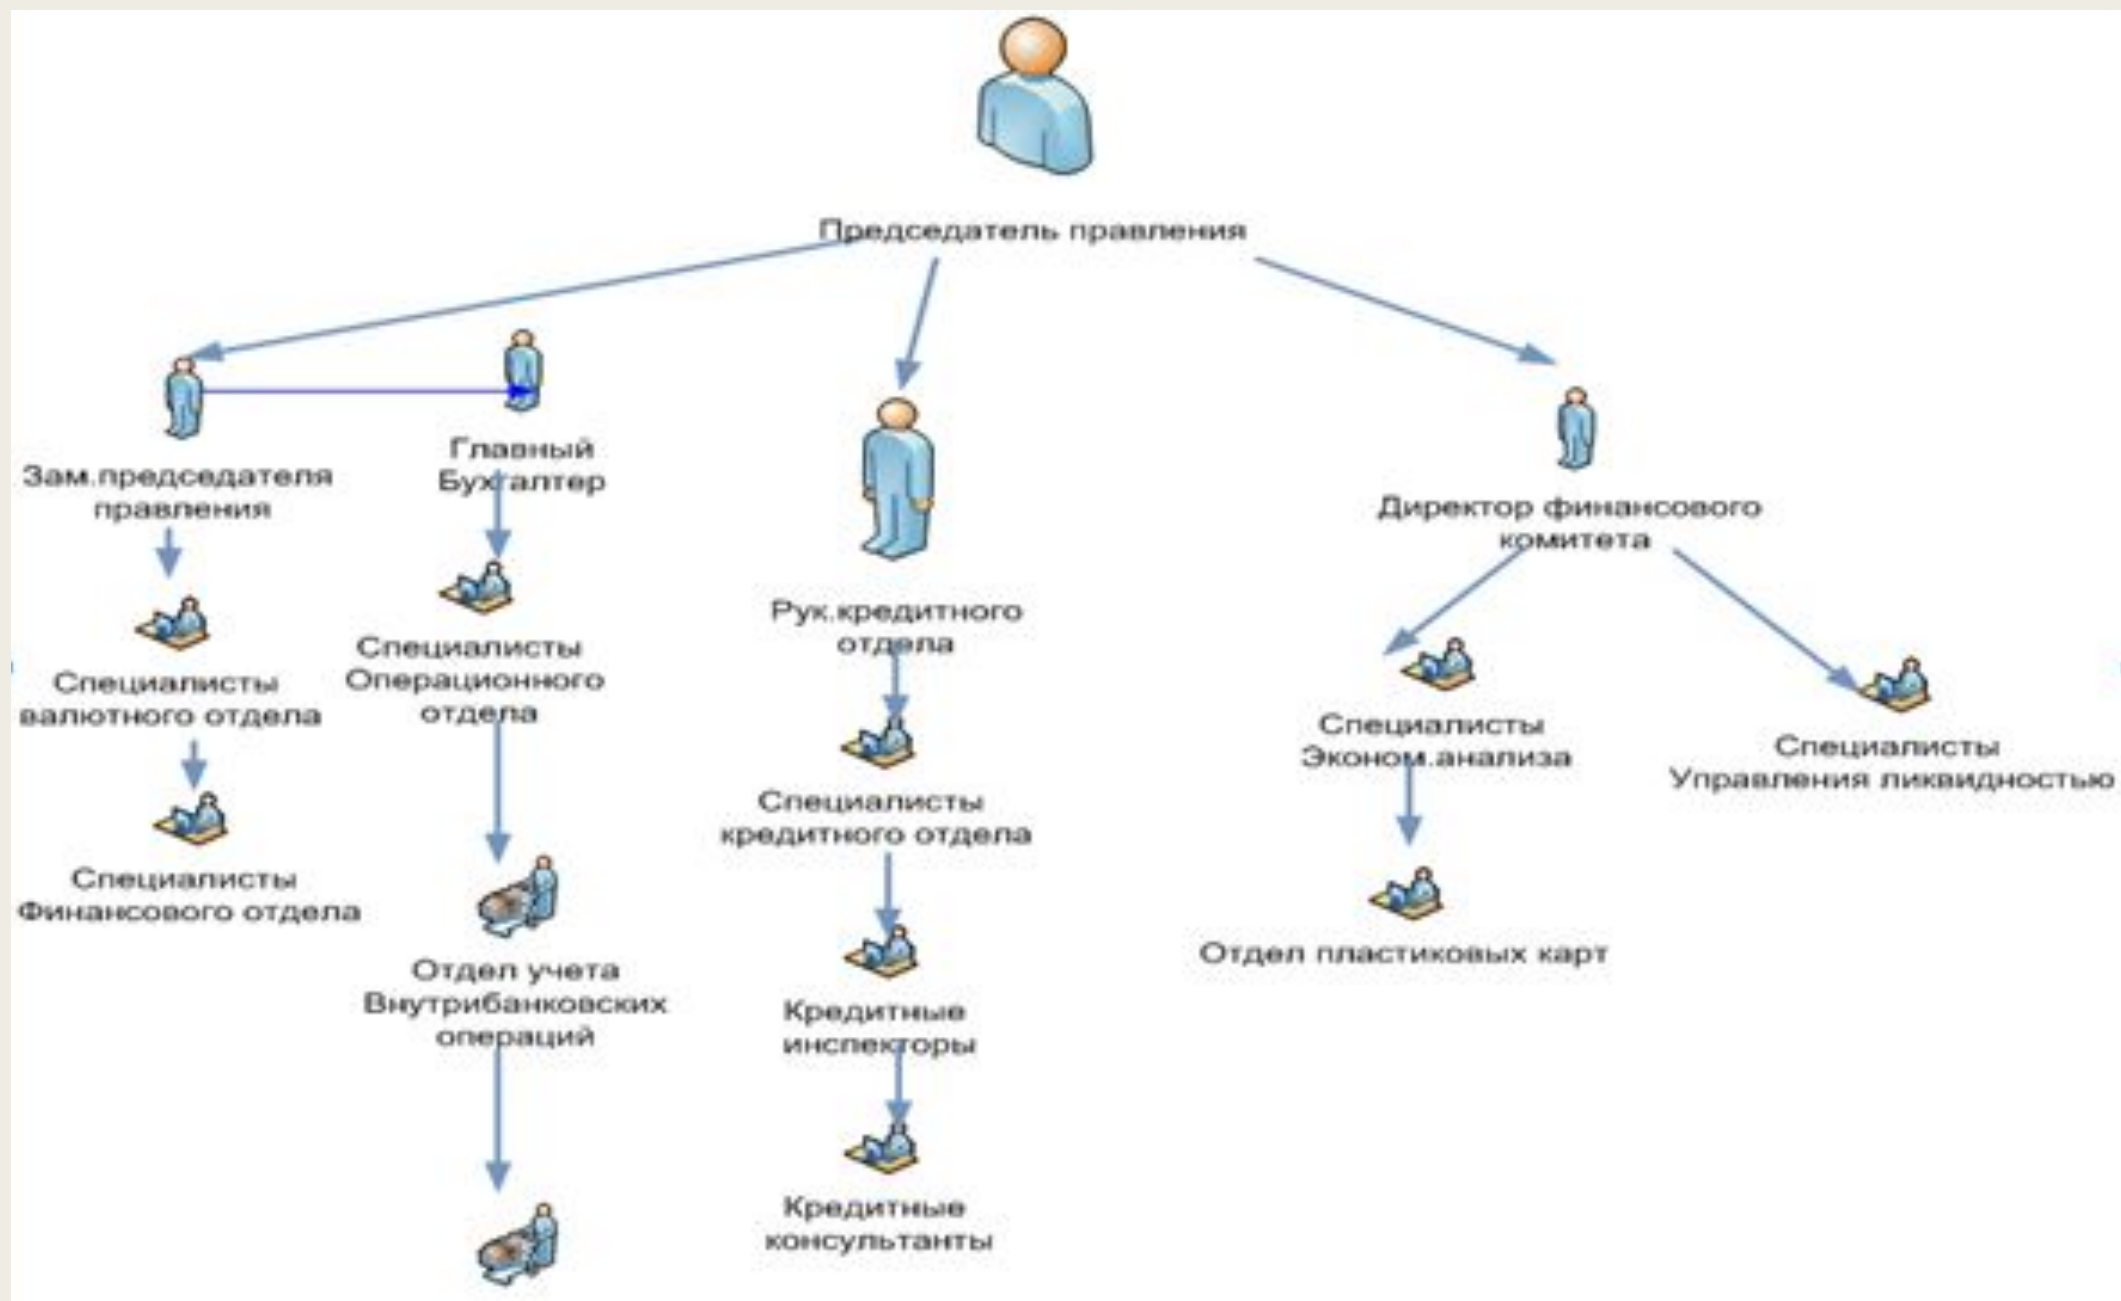 Председатель правления
Зам.председателя
правления
Главный
Бухгалтер
Рук.кредитного
отдела
Директор финансового
комитета
Специалисты
валютного отдела
Специалисты
Операционного
отдела
Специалисты
кредитного отдела
Специалисты
Эконом.анализа
Специалисты
Управления ликвидностью
Специалисты
Финансового отдела
Отдел учета
Внутрибанковских
операций
Кредитные
инспекторы
Отдел пластиковых карт
Кредитные
консультанты